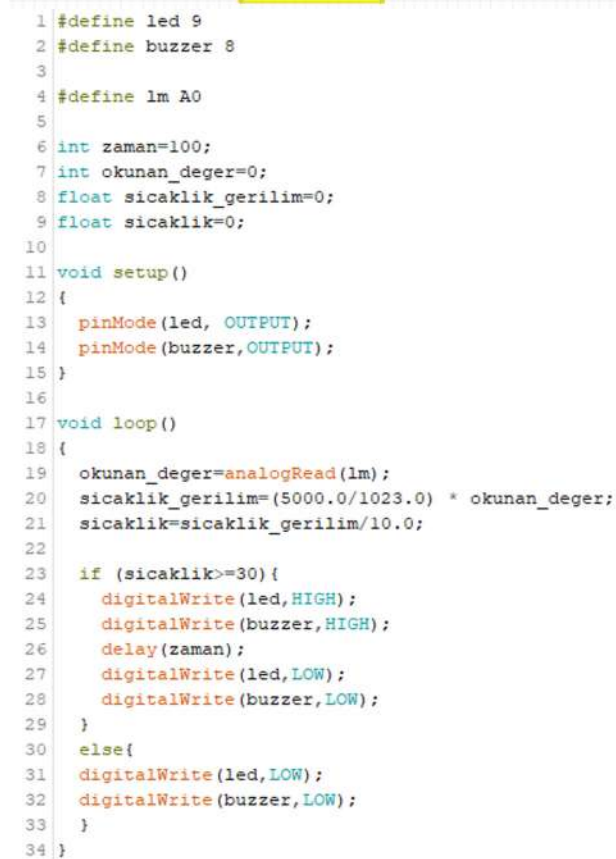 1 #define led 9
2 #define buzzer 8
3
4 #define lm A0
5
6 int zaman=100;
7 int okunan_deger=0;
8 float sicaklik_gerilim=0;
9 float sicaklik=0;
10
11 void setup()
12 {
13   pinMode(led, OUTPUT);
14   pinMode(buzzer,OUTPUT);
15 }
16
17 void loop()
18 {
19   okunan_deger=analogRead(lm);
20   sicaklik_gerilim=(5000.0/1023.0) * okunan_deger;
21   sicaklik=sicaklik_gerilim/10.0;
22
23   if (sicaklik>=30){
24     digitalWrite(led,HIGH);
25     digitalWrite(buzzer,HIGH);
26     delay(zaman);
27     digitalWrite(led,LOW);
28     digitalWrite(buzzer,LOW);
29   }
30   else{
31   digitalWrite(led,LOW);
32   digitalWrite(buzzer,LOW);
33   }
34 }